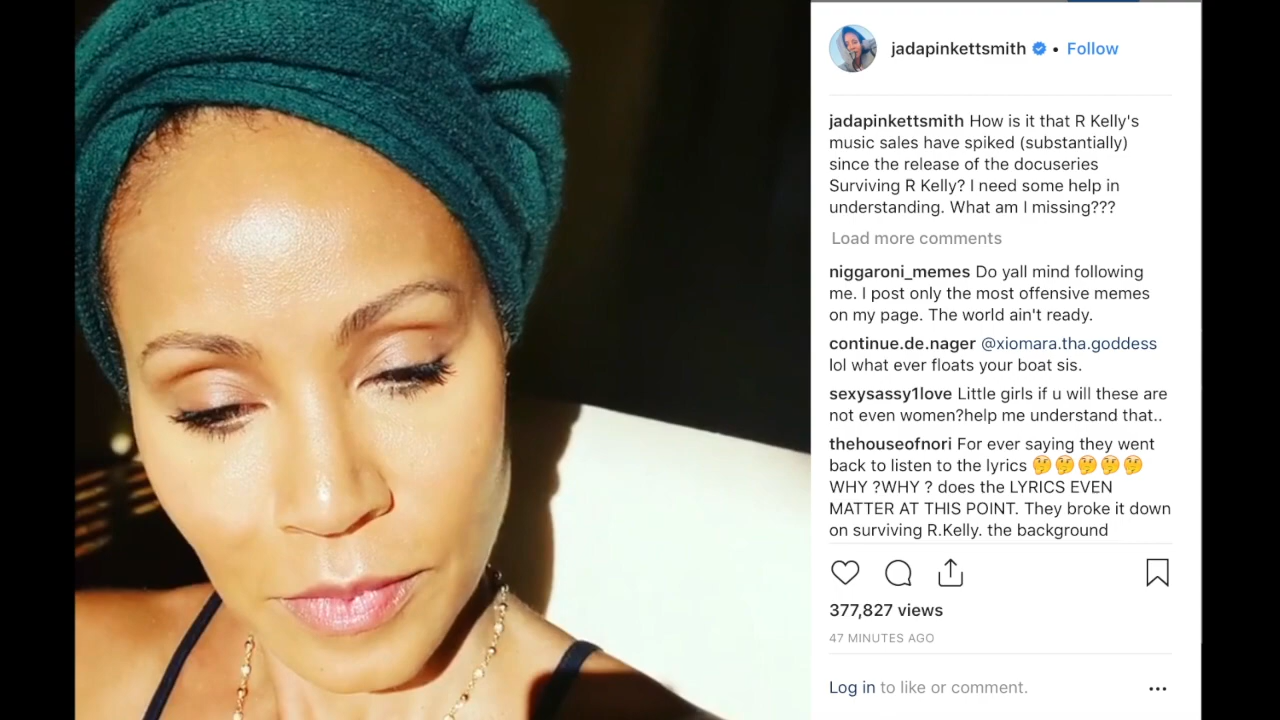 jadapinkettsmith • Follow
jadapinkettsmith How is it that R Kelly's
music sales have spiked (substantially)
since the release of the docuseries
Surviving R Kelly? I need some help in
understanding. What am I missing???
Load more comments
niggaroni_memes Do yall mind following
me. I post only the most offensive memes
on my page. The world ain't ready.
continue.de.nager @xiomara.tha.goddess
lol what ever floats your boat sis.
sexysassy1love Little girls if u will these are
not even women?help me understand that..
thehouseofnori For ever saying they went
back to listen to the lyrics 🤔🤔🤔🤔🤔
WHY ?WHY ? does the LYRICS EVEN
MATTER AT THIS POINT. They broke it down
on surviving R.Kelly. the background
377,827 views
47 MINUTES AGO
Log in to like or comment.